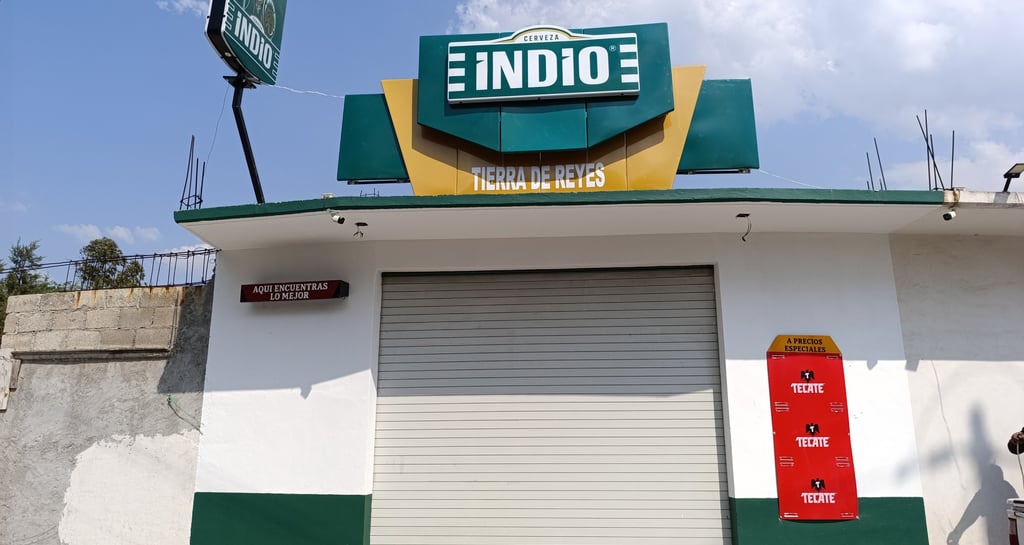 INDIO
CERVEZA
INDIO
TIERRA DE REYES
AQUI ENCUENTRAS
LO MEJOR
A PRECIOS
ESPECIALES
TECATE
TECATE
TECATE